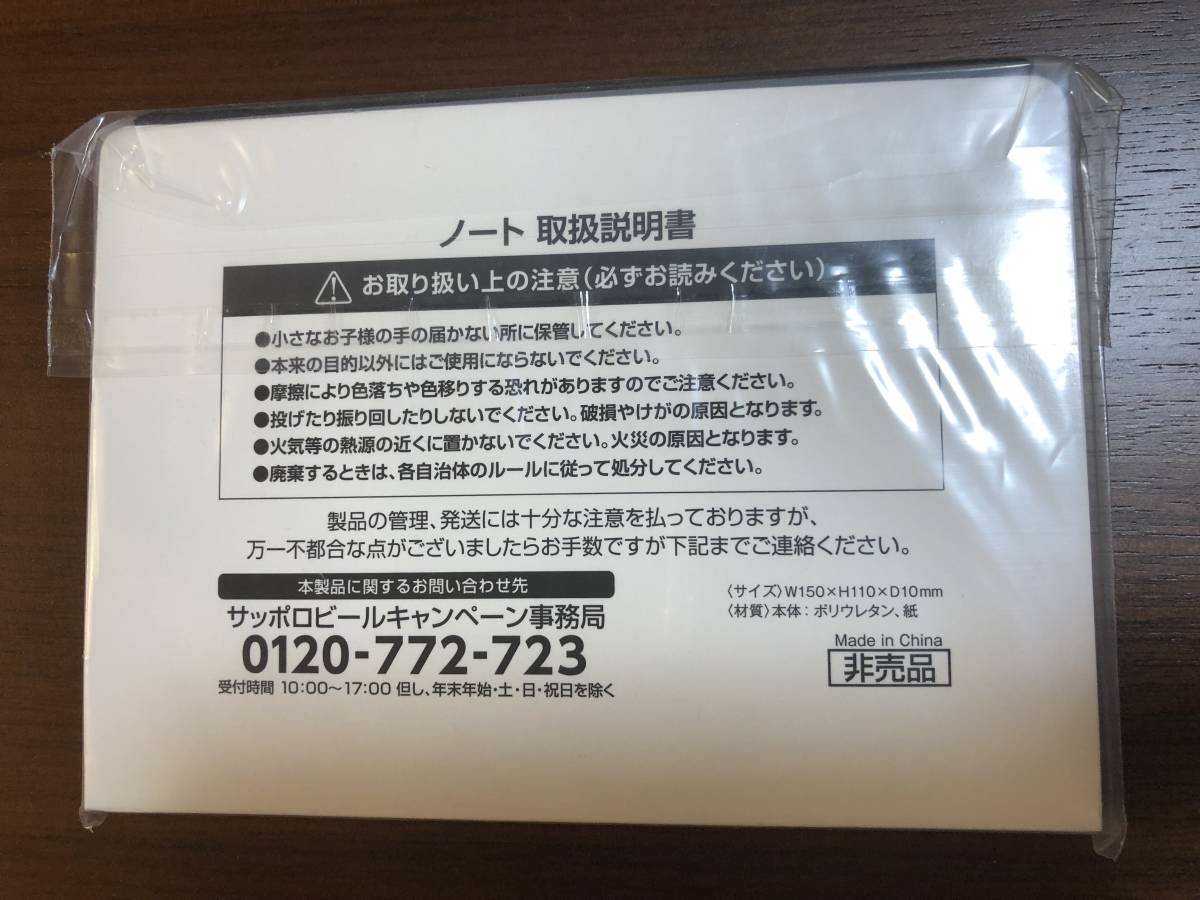 ノート 取扱説明書
お取り扱い上の注意(必ずお読みください)
●小さなお子様の手の届かない所に保管してください。
●本来の目的以外にはご使用にならないでください。
●摩擦により色落ちや色移りする恐れがありますのでご注意ください。
●投げたり振り回したりしないでください。破損やけがの原因となります。
●火気等の熱源の近くに置かないでください。火災の原因となります。
●廃棄するときは、各自治体のルールに従って処分してください。
製品の管理、発送には十分な注意を払っておりますが、
万一不都合な点がございましたらお手数ですが下記までご連絡ください。
本製品に関するお問い合わせ先
サッポロビールキャンペーン事務局
0120-772-723
受付時間 10:00~17:00 但し、年末年始・土・日・祝日を除く
〈サイズ〉W150×H110×D10mm
〈材質〉本体:ポリウレタン、紙
Made in China
非売品